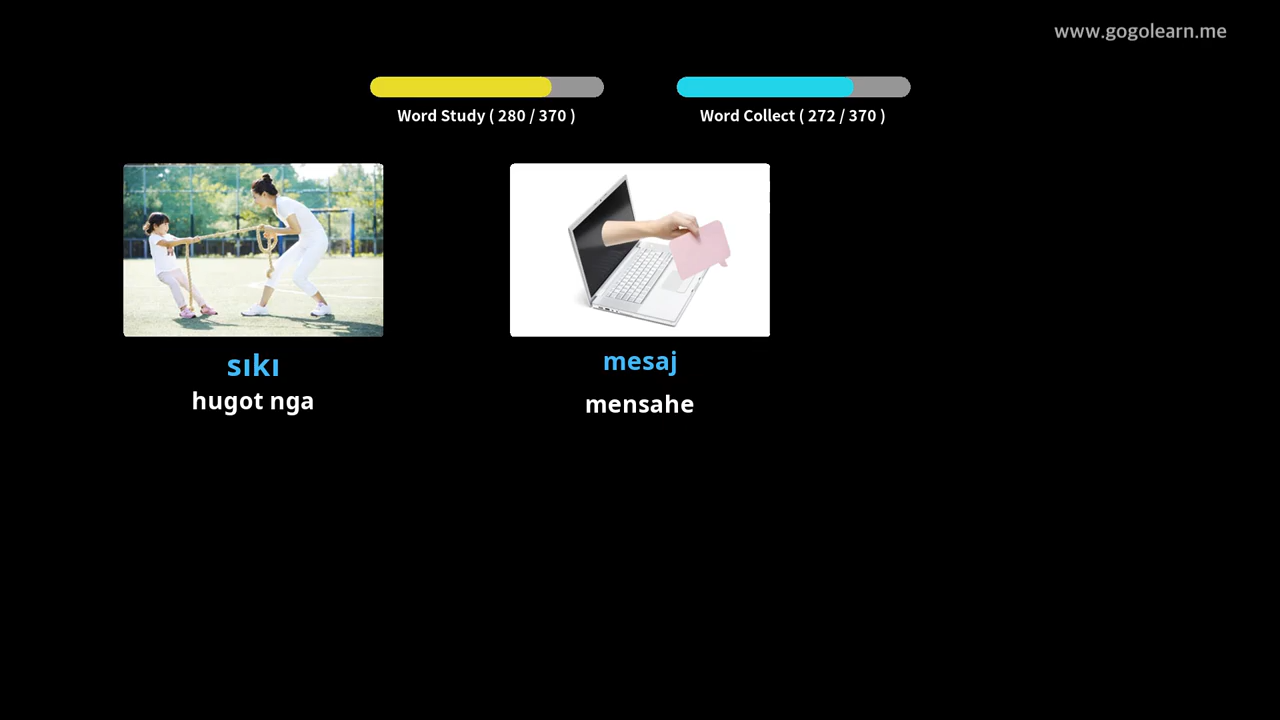 www.gogolearn.me
Word Study ( 280 / 370 )
Word Collect ( 272 / 370 )
sıkı
hugot nga
mesaj
mensahe